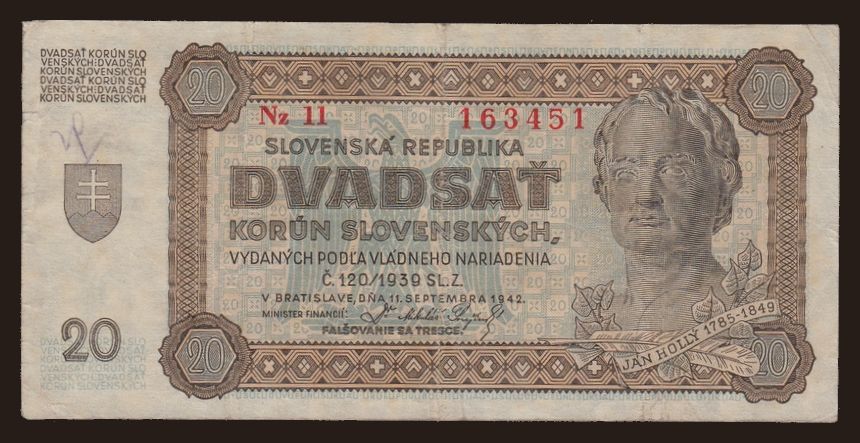 DVADSAŤ KORÚN SLO
VENSKÝCH:DVADSAŤ
KORÚN SLOVENSKÝCH
DVADSAŤ KORÚN SLO
VENSKÝCH:DVADSAŤ
KORÚN SLOVENSKÝCH
20
20
Nz 11 163451
SLOVENSKÁ REPUBLIKA
DVADSAŤ
KORÚN SLOVENSKÝCH,
VYDANÝCH PODĽA VLÁDNEHO NARIADENIA
Č. 120/1939 SL. Z.
V BRATISLAVE, DŇA 11. SEPTEMBRA 1942.
MINISTER FINANCIÍ:
FALŠOVANIE SA TRESCE.
JÁN HOLLÝ 1785-1849
20
20
20